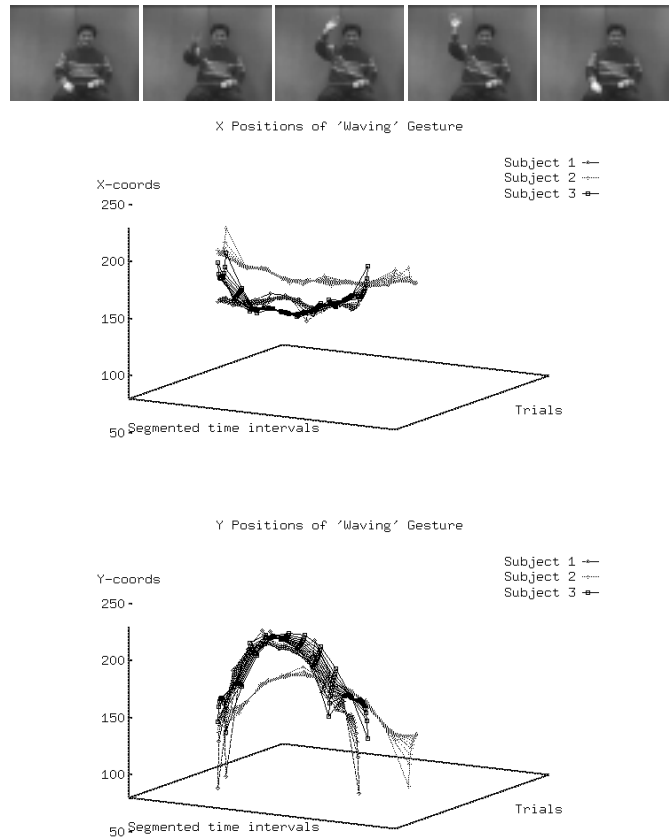 X Positions of 'Waving' Gesture
Subject 1
Subject 2
Subject 3
X-coords
250
200
150
100
50
Segmented time intervals
Trials
Y Positions of 'Waving' Gesture
Subject 1
Subject 2
Subject 3
Y-coords
250
200
150
100
50
Segmented time intervals
Trials